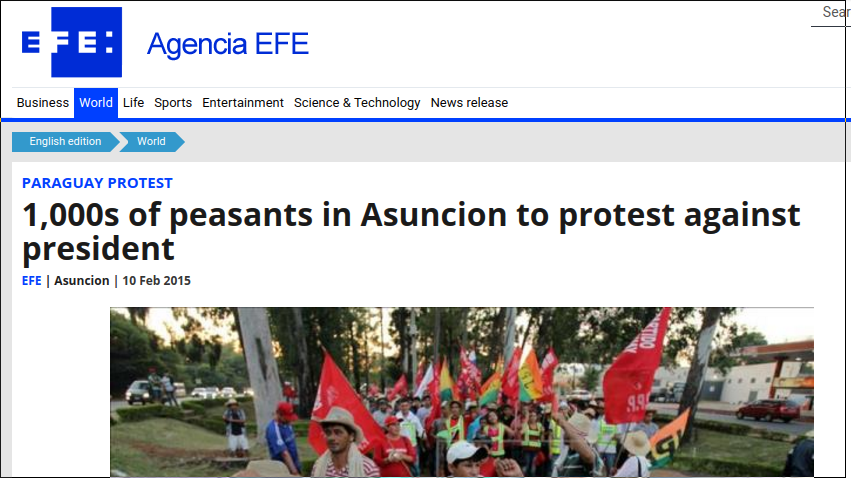 Sear
EFE:
Agencia EFE
Business World Life Sports Entertainment Science & Technology News release
English edition World
PARAGUAY PROTEST
1,000s of peasants in Asuncion to protest against
president
EFE | Asuncion | 10 Feb 2015
PARTIDO
P.P.